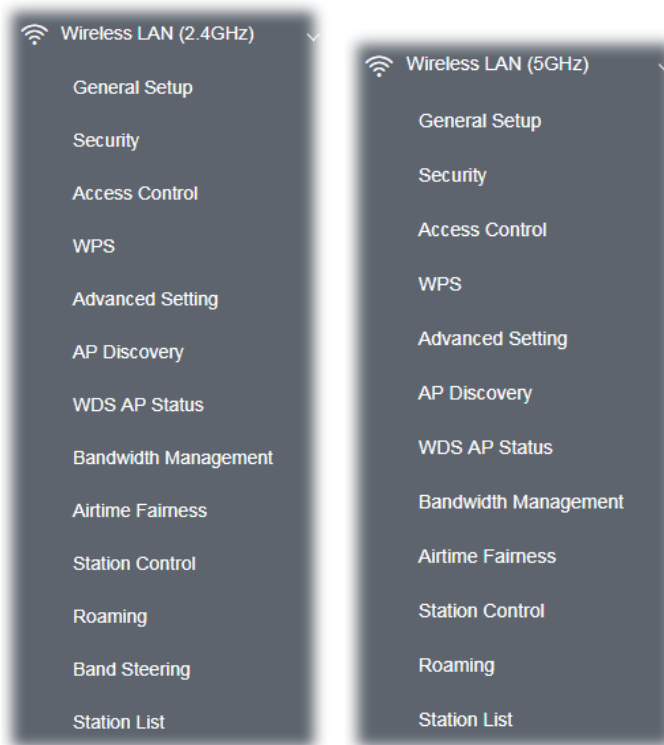 Wireless LAN (2.4GHz)
General Setup
Security
Access Control
WPS
Advanced Setting
AP Discovery
WDS AP Status
Bandwidth Management
Airtime Fairness
Station Control
Roaming
Band Steering
Station List
Wireless LAN (5GHz)
General Setup
Security
Access Control
WPS
Advanced Setting
AP Discovery
WDS AP Status
Bandwidth Management
Airtime Fairness
Station Control
Roaming
Station List